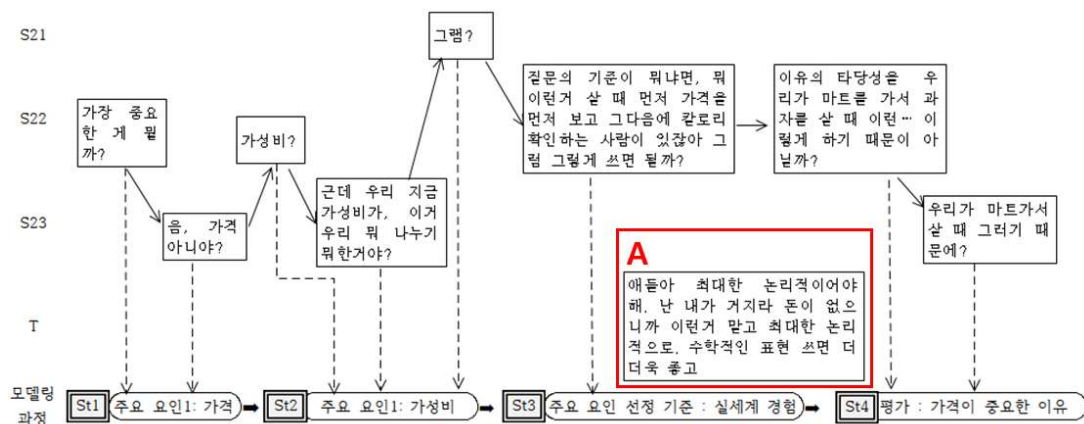 S21
그램?
S22
가장 중요
한 게 뭘
까?
가성비?
질문의 기준이 뭐냐면, 뭐
이런거 살 때 먼저 가격을
먼저 보고 그다음에 칼로리
확인하는 사람이 있잖아 그
럼 그렇게 쓰면 될까?
이유의 타당성을 우
리가 마트를 가서 과
자를 살 때 이런… 이
렇게 하기 때문이 아
닐까?
S23
음, 가격
아니야?
근데 우리 지금
가성비가, 이거
우리 뭐 나누기
뭐한거야?
우리가 마트가서
살 때 그러기 때
문에?
A
T
애들아 최대한 논리적이어야
해, 난 내가 거지라 돈이 없으
니까 이런거 말고 최대한 논리
적으로, 수학적인 표현 쓰면 더
더욱 좋고
모델링
과정
St1 주요 요인1: 가격
St2 주요 요인1: 가성비
St3 주요 요인 선정 기준 : 실세계 경험
St4 평가 : 가격이 중요한 이유